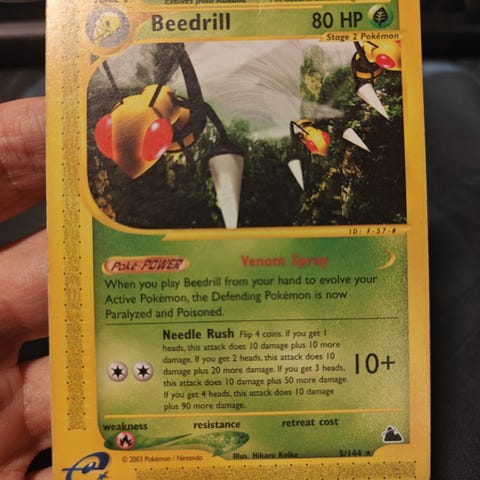 Evolves from Kakuna
Beedrill 80 HP
Stage 2 Pokémon
ID: F-57-#
Poké-POWER Venom Spray
When you play Beedrill from your hand to evolve your
Active Pokémon, the Defending Pokémon is now
Paralyzed and Poisoned.
Needle Rush Flip 4 coins. If you get 1
heads, this attack does 10 damage plus 10 more
damage. If you get 2 heads, this attack does 10
damage plus 20 more damage. If you get 3 heads,
this attack does 10 damage plus 50 more damage.
If you get 4 heads, this attack does 10 damage
plus 90 more damage.
10+
weakness resistance retreat cost
© 2003 Pokémon / Nintendo Illus. Hikaru Koike 5/144 ★